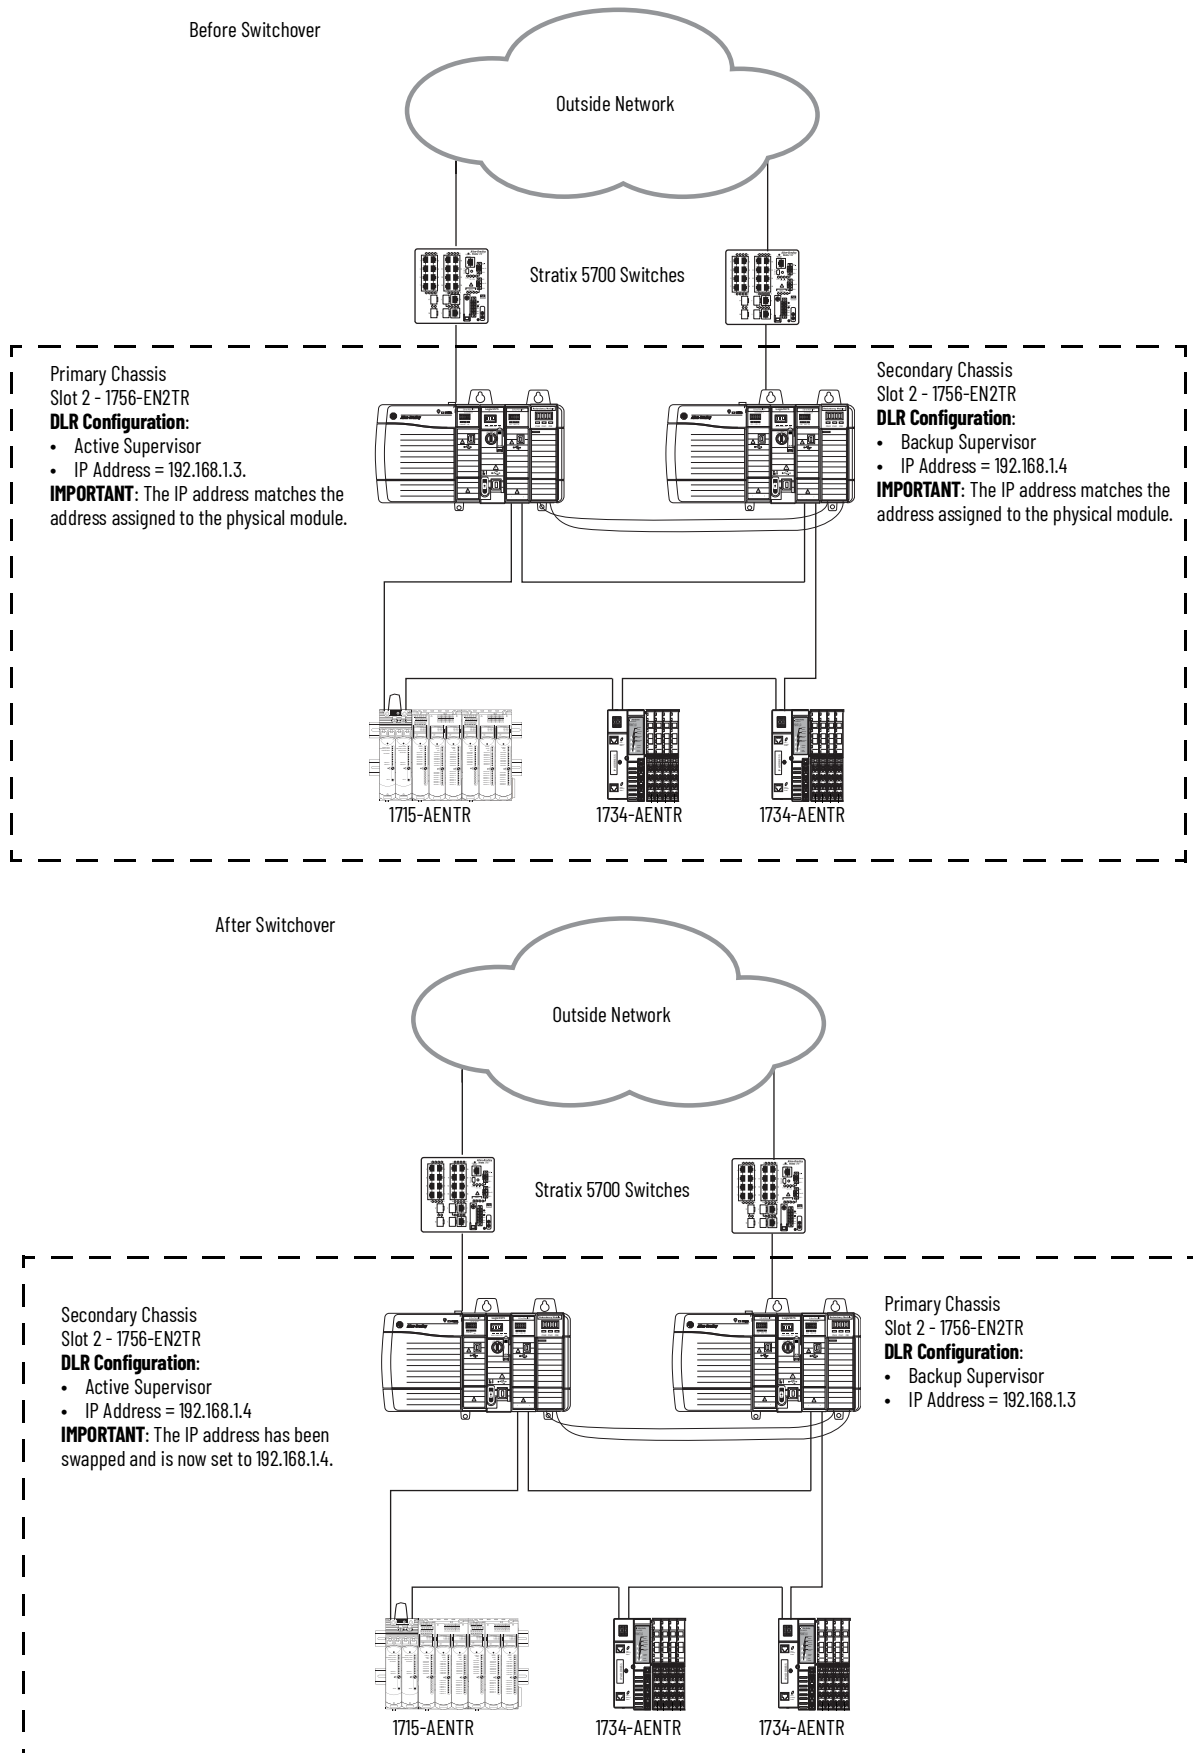 Before Switchover
Outside Network
Stratix 5700 Switches
Primary Chassis
Slot 2 - 1756-EN2TR
DLR Configuration:
• Active Supervisor
• IP Address = 192.168.1.3.
IMPORTANT: The IP address matches the
address assigned to the physical module.
Secondary Chassis
Slot 2 - 1756-EN2TR
DLR Configuration:
• Backup Supervisor
• IP Address = 192.168.1.4
IMPORTANT: The IP address matches the
address assigned to the physical module.
1715-AENTR
1734-AENTR
1734-AENTR
After Switchover
Outside Network
Stratix 5700 Switches
Secondary Chassis
Slot 2 - 1756-EN2TR
DLR Configuration:
• Active Supervisor
• IP Address = 192.168.1.4
IMPORTANT: The IP address has been
swapped and is now set to 192.168.1.4.
Primary Chassis
Slot 2 - 1756-EN2TR
DLR Configuration:
• Backup Supervisor
• IP Address = 192.168.1.3
1715-AENTR
1734-AENTR
1734-AENTR